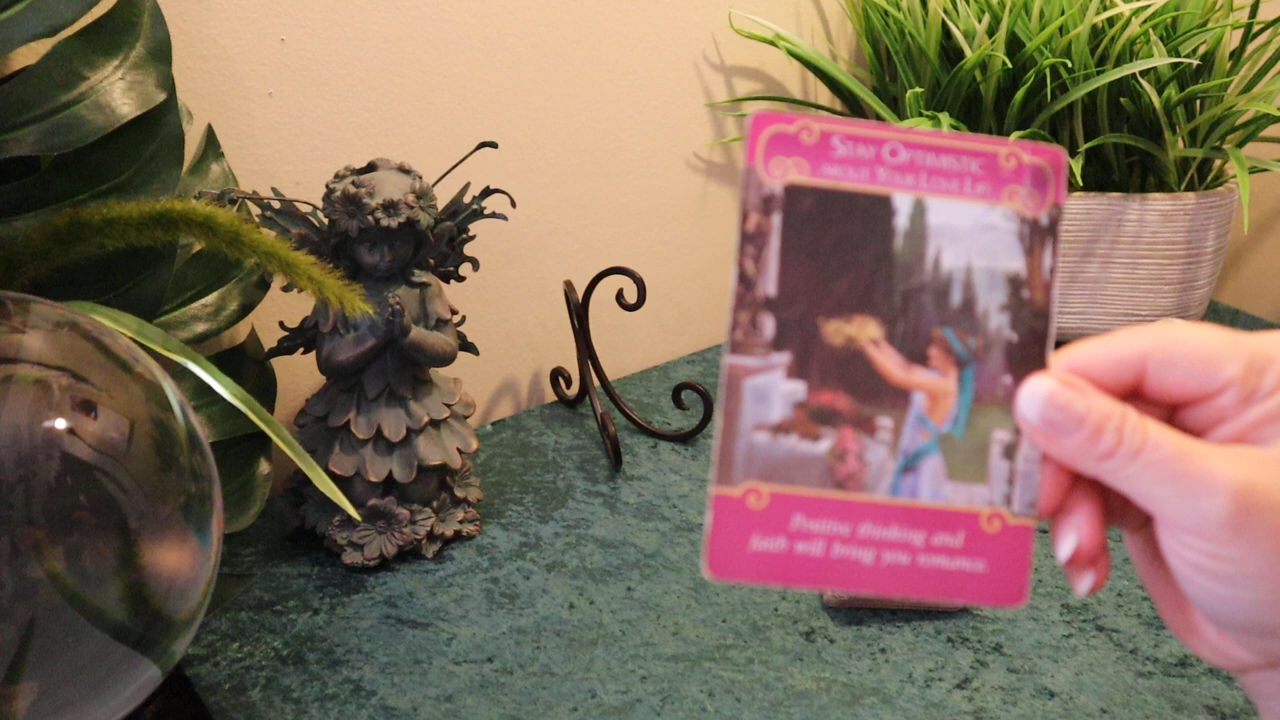 STAY OPTIMISTIC
ABOUT YOUR LOVE LIFE
Positive thinking and
faith will bring you romance.